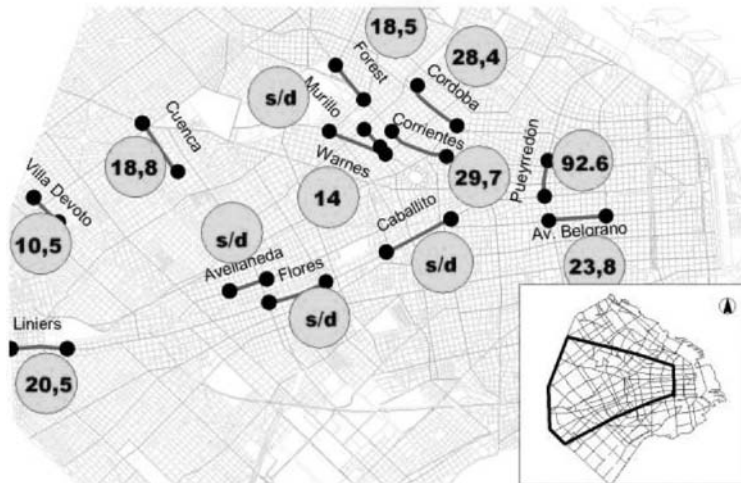 18,5
Forest
28,4
Cordoba
s/d
Murillo
Cuenca
Corrientes
Warnes
18,8
Pueyrredón
92.6
29,7
14
Villa Devoto
Caballito
Av. Belgrano
10,5
s/d
Avellaneda
Flores
s/d
23,8
s/d
Liniers
20,5